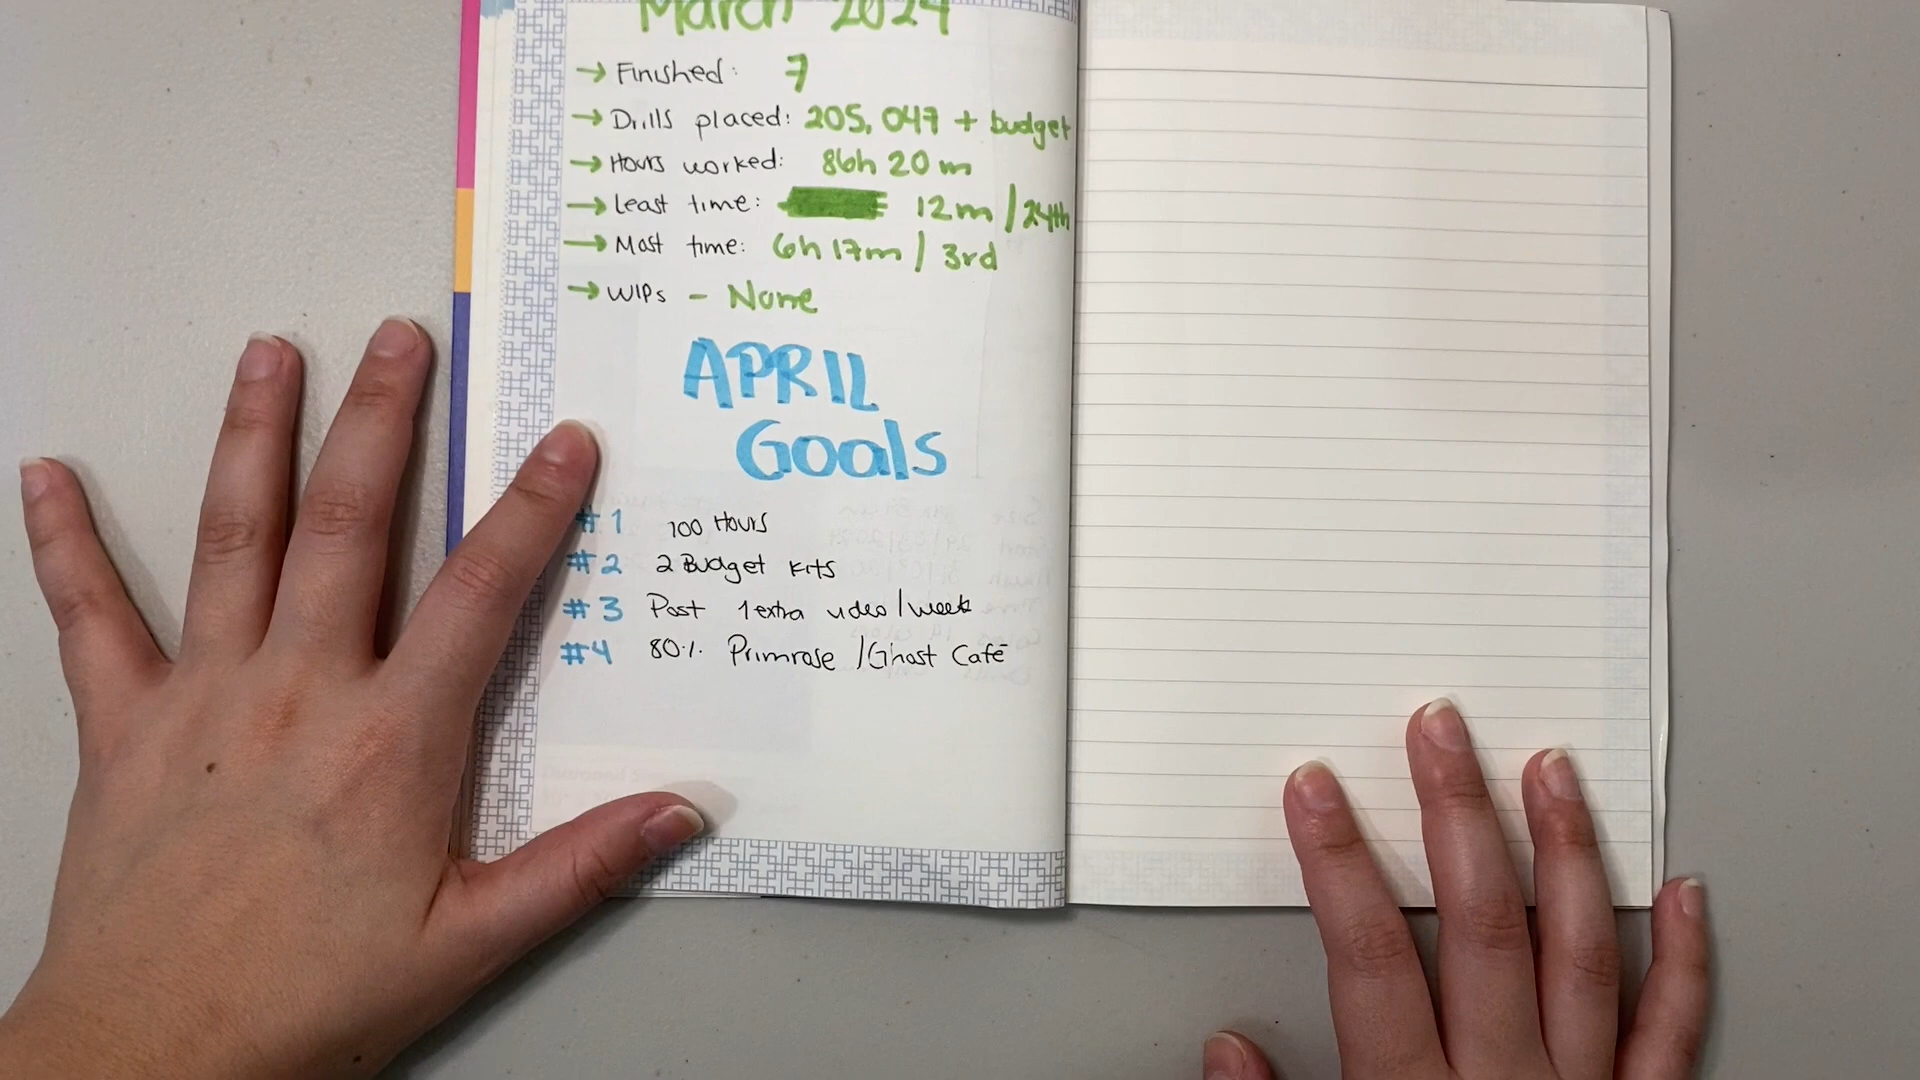 March 2024
→ Finished: 7
→ Drills placed: 205,047 + budget
→ Hours worked: 86h 20m
→ Least time: 12m / 24th
→ Most time: 6h 17m / 3rd
→ WIPs - None
APRIL
Goals
#1 100 Hours
#2 2 Budget kits
#3 Post 1 extra video/week
#4 80% Primrose / Ghost Café